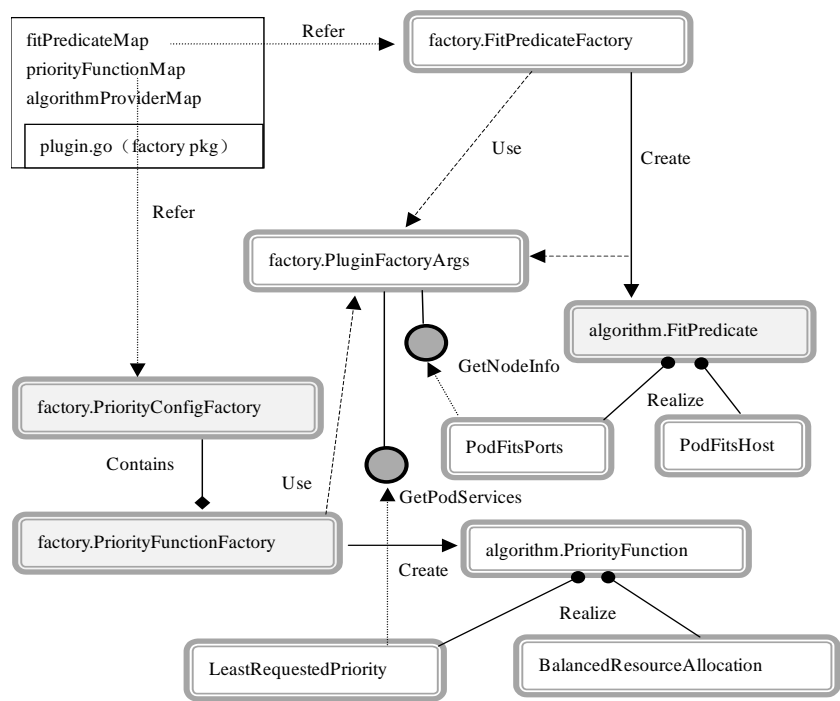 fitPredicateMap
priorityFunctionMap
algorithmProviderMap
plugin.go（factory pkg）
Refer
factory.FitPredicateFactory
Use
Create
Refer
factory.PluginFactoryArgs
algorithm.FitPredicate
GetNodeInfo
factory.PriorityConfigFactory
Realize
PodFitsPorts
PodFitsHost
Contains
Use
GetPodServices
factory.PriorityFunctionFactory
algorithm.PriorityFunction
Create
Realize
LeastRequestedPriority
BalancedResourceAllocation